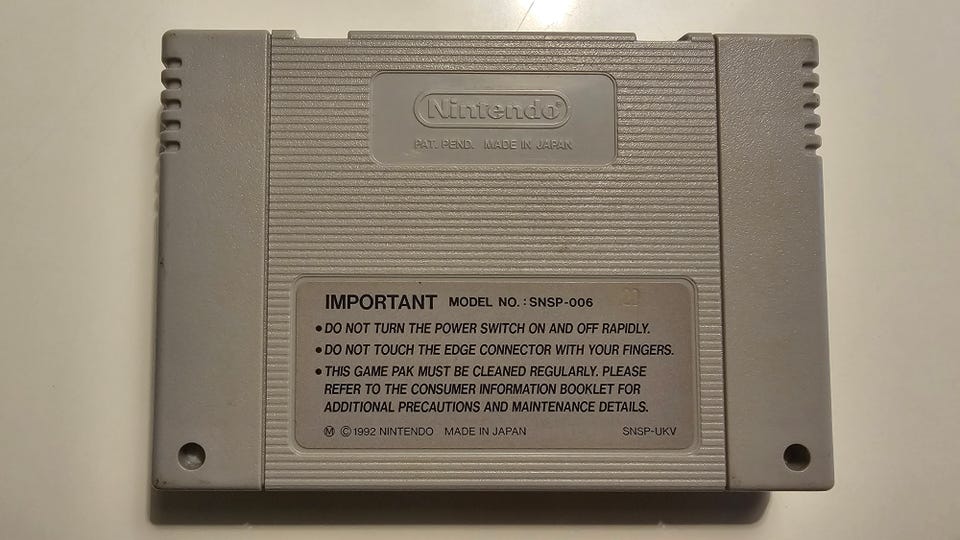 Nintendo®
PAT. PEND. MADE IN JAPAN
IMPORTANT MODEL NO. : SNSP-006
● DO NOT TURN THE POWER SWITCH ON AND OFF RAPIDLY.
● DO NOT TOUCH THE EDGE CONNECTOR WITH YOUR FINGERS.
● THIS GAME PAK MUST BE CLEANED REGULARLY. PLEASE
REFER TO THE CONSUMER INFORMATION BOOKLET FOR
ADDITIONAL PRECAUTIONS AND MAINTENANCE DETAILS.
Ⓜ ©1992 NINTENDO MADE IN JAPAN SNSP-UKV